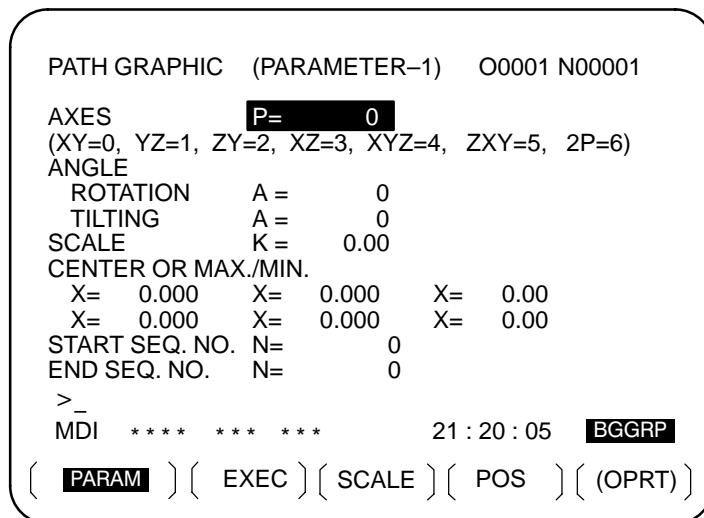 PATH GRAPHIC (PARAMETER–1) O0001 N00001
AXES P= 0
(XY=0, YZ=1, ZY=2, XZ=3, XYZ=4, ZXY=5, 2P=6)
ANGLE
ROTATION A = 0
TILTING A = 0
SCALE K = 0.00
CENTER OR MAX./MIN.
X= 0.000 X= 0.000 X= 0.00
X= 0.000 X= 0.000 X= 0.00
START SEQ. NO. N= 0
END SEQ. NO. N= 0
>_
MDI **** *** *** 21 : 20 : 05 BGGRP
( PARAM ) ( EXEC ) ( SCALE ) ( POS ) ( (OPRT) )